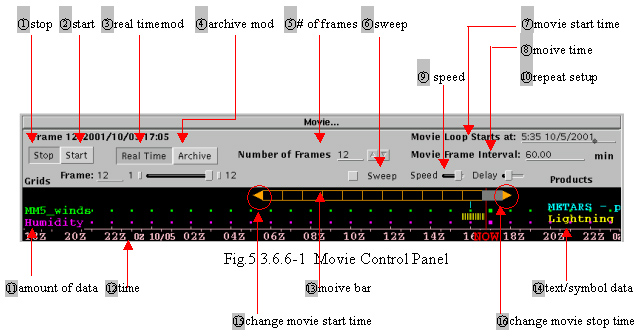 ①stop ②start ③real timemod ④archive mod ⑤# of frames ⑥sweep ⑦movie start time
⑧moive time
⑨ speed ⑩repeat setup
Movie...
Frame 12/2001/10/03 17:05 Movie Loop Starts at: 5:35 10/5/2001
Stop Start Real Time Archive Number of Frames 12 Movie Frame Interval: 60.00 min
Grids Frame: 12 1 12 Sweep Speed Delay Products
MM5_winds METARS -.p
Humidity Lightning
18Z 20Z 22Z 0Z 10/05 02Z 04Z 06Z 08Z 10Z 12Z 14Z 16 NOW 18Z 20Z 22Z
Fig.5.3.6.6-1 Movie Control Panel
⑪amount of data ⑫time ⑬moive bar ⑭text/symbol data
⑮change movie start time ⑯change movie stop time